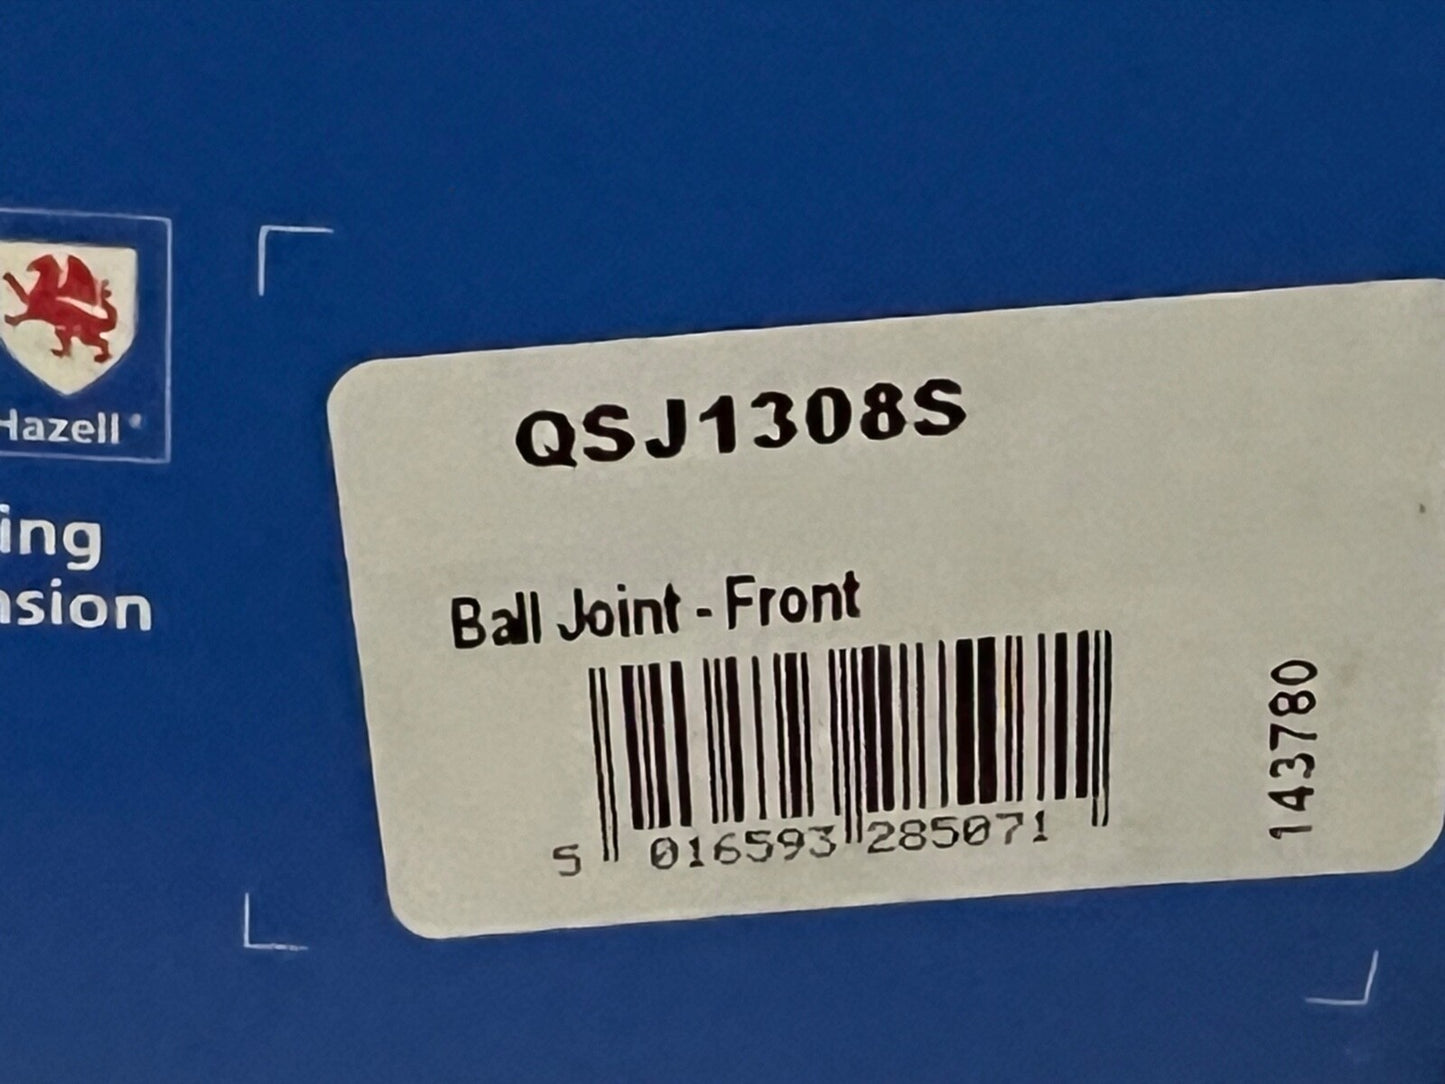 Hazell®
ing
nsion
QSJ1308S
Ball Joint - Front
5 016593 285071
143780